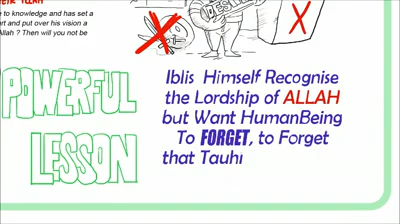 e to knowledge and has set a
rt and put over his vision a
Allah ? Then will you not be
POWERFUL
LESSON
Iblis Himself Recognise
the Lordship of ALLAH
but Want HumanBeing
To FORGET, to Forget
that Tauhi